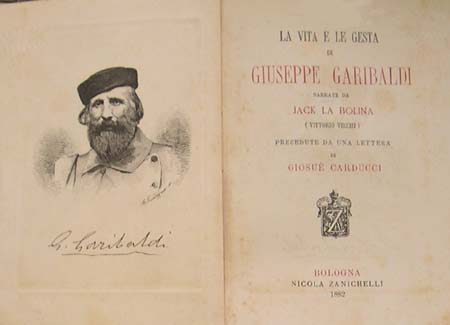 G. Garibaldi
LA VITA E LE GESTA
DI
GIUSEPPE GARIBALDI
NARRATE DA
JACK LA BOLINA
(VITTORIO VECCHJ)
PRECEDUTE DA UNA LETTERA
DI
GIOSUÈ CARDUCCI
BOLOGNA
NICOLA ZANICHELLI
1882